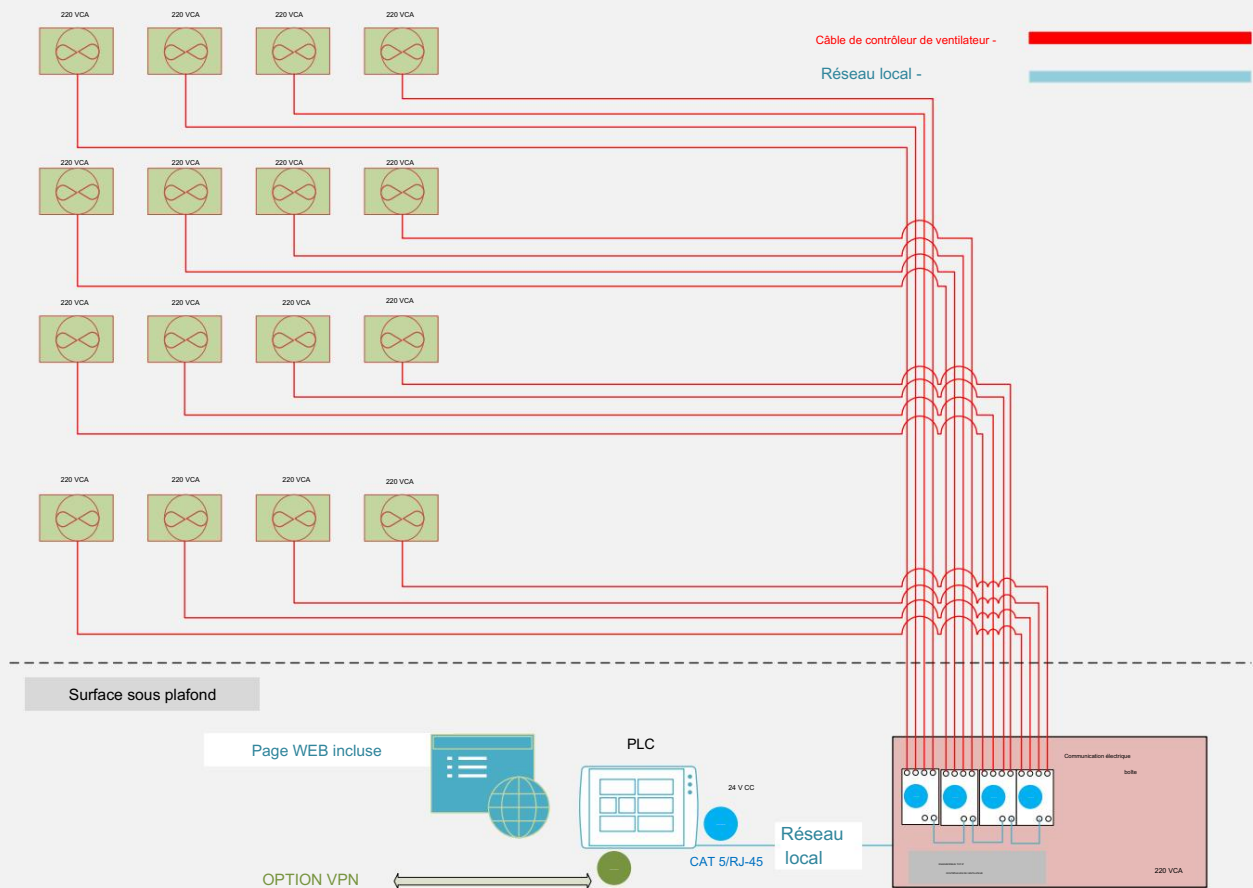 220 VCA
220 VCA
220 VCA
220 VCA
Câble de contrôleur de ventilateur -
Réseau local -
220 VCA
220 VCA
220 VCA
220 VCA
220 VCA
220 VCA
220 VCA
220 VCA
220 VCA
220 VCA
220 VCA
220 VCA
Surface sous plafond
Page WEB incluse
PLC
24 V CC
Communication électrique
boîte
Réseau
local
CAT 5/RJ-45
OPTION VPN
220 VCA